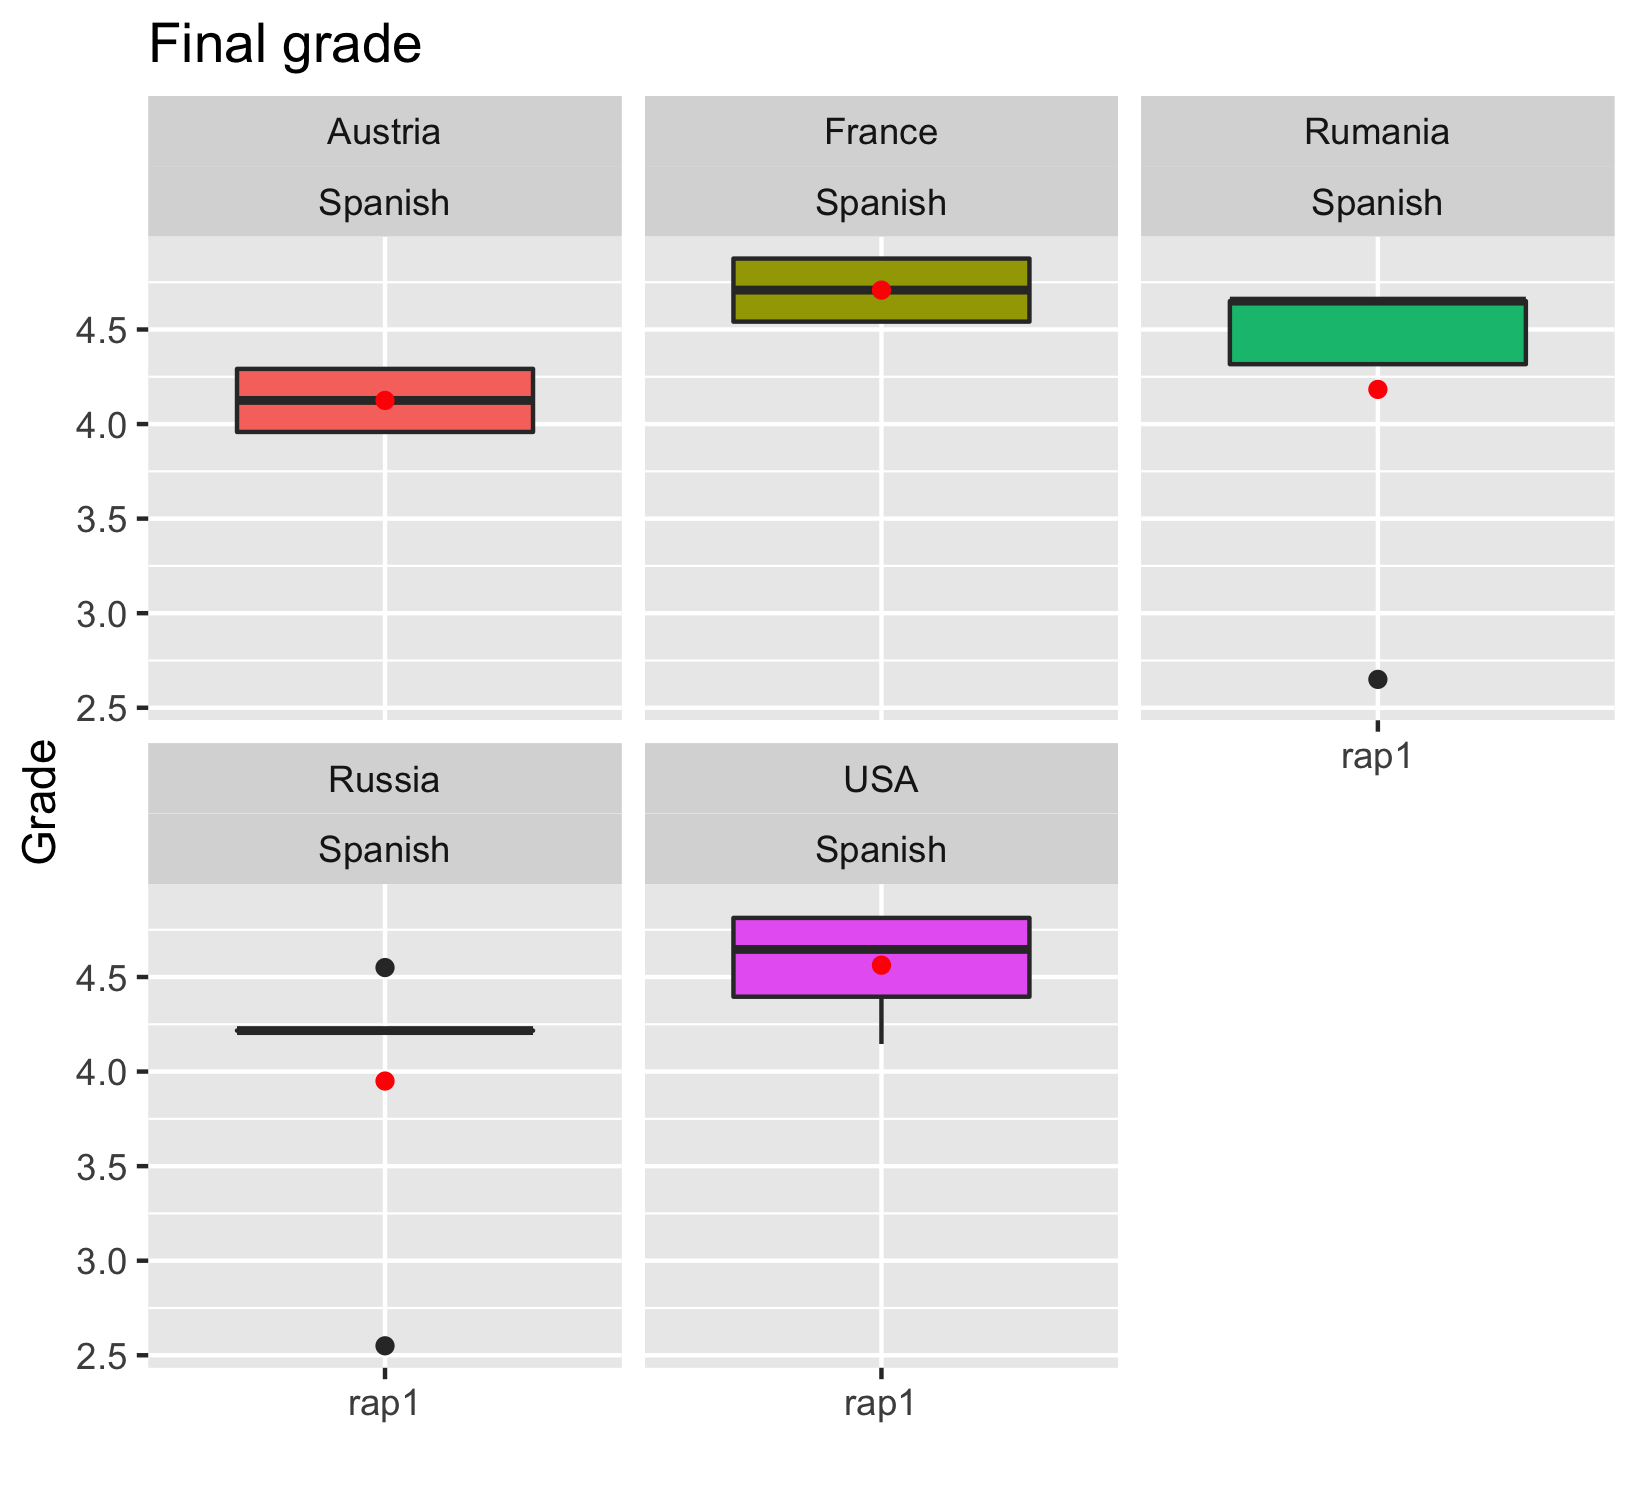 Final grade
Austria
Spanish
France
Spanish
Rumania
Spanish
4.5
4.0
3.5
3.0
2.5
rap1
Grade
Russia
Spanish
USA
Spanish
4.5
4.0
3.5
3.0
2.5
rap1
rap1